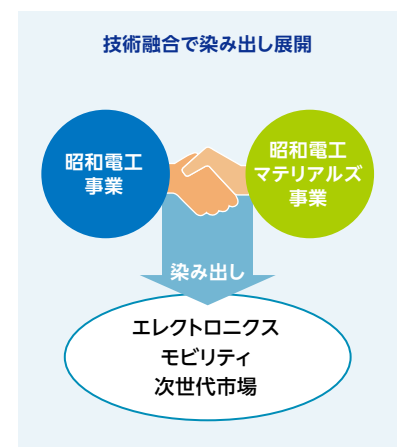 技術融合で染み出し展開
昭和電工
事業
昭和電工
マテリアルズ
事業
染み出し
エレクトロニクス
モビリティ
次世代市場